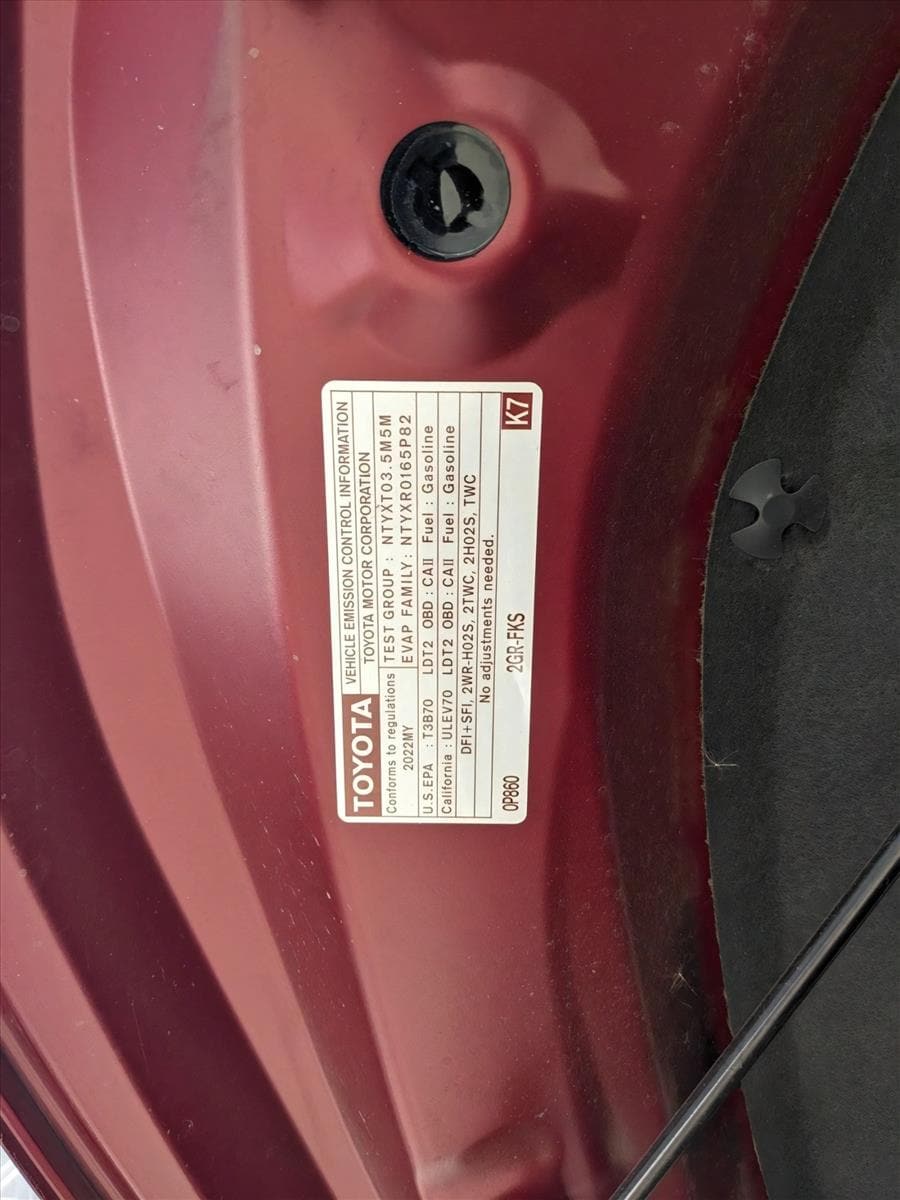 TOYOTA
VEHICLE EMISSION CONTROL INFORMATION
TOYOTA MOTOR CORPORATION
Conforms to regulations
2022MY
TEST GROUP : NTYXT03.5M5M
EVAP FAMILY : NTYXR0165P82
U.S.EPA : T3B70 LDT2 OBD : CAII Fuel : Gasoline
California : ULEV70 LDT2 OBD : CAII Fuel : Gasoline
DFI+SFI, 2WR-HO2S, 2TWC, 2HO2S, TWC
No adjustments needed.
0P860 2GR-FKS K7